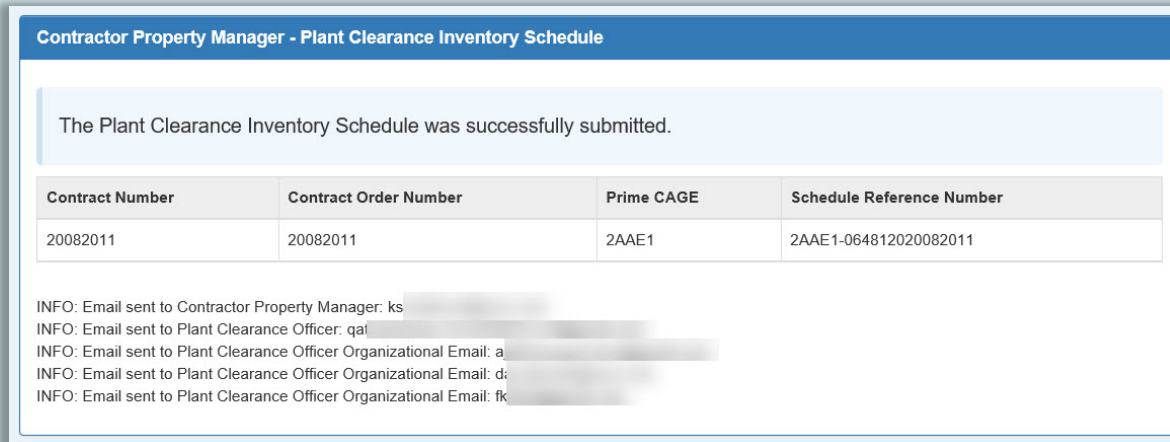 Contractor Property Manager - Plant Clearance Inventory Schedule
The Plant Clearance Inventory Schedule was successfully submitted.
Contract Number Contract Order Number Prime CAGE Schedule Reference Number
20082011 20082011 2AAE1 2AAE1-064812020082011
INFO: Email sent to Contractor Property Manager: ks
INFO: Email sent to Plant Clearance Officer:
INFO: Email sent to Plant Clearance Officer Organizational Email:
INFO: Email sent to Plant Clearance Officer Organizational Email:
INFO: Email sent to Plant Clearance Officer Organizational Email: fk